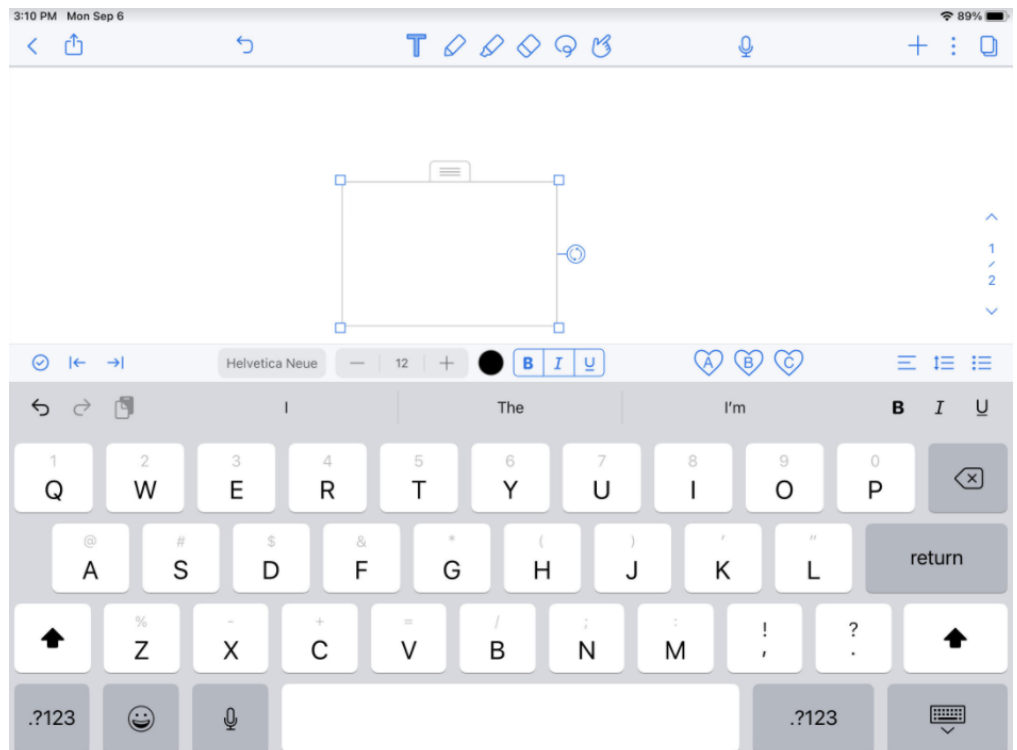 3:10 PM Mon Sep 6 89%
T
1
/
2
Helvetica Neue — 12 + B I U A B C
I The I'm B I U
1 2 3 4 5 6 7 8 9 0
Q W E R T Y U I O P
@ # $ & * ( ) ' "
A S D F G H J K L return
% - + = / ; : ! ?
Z X C V B N M , .
.?123 .?123